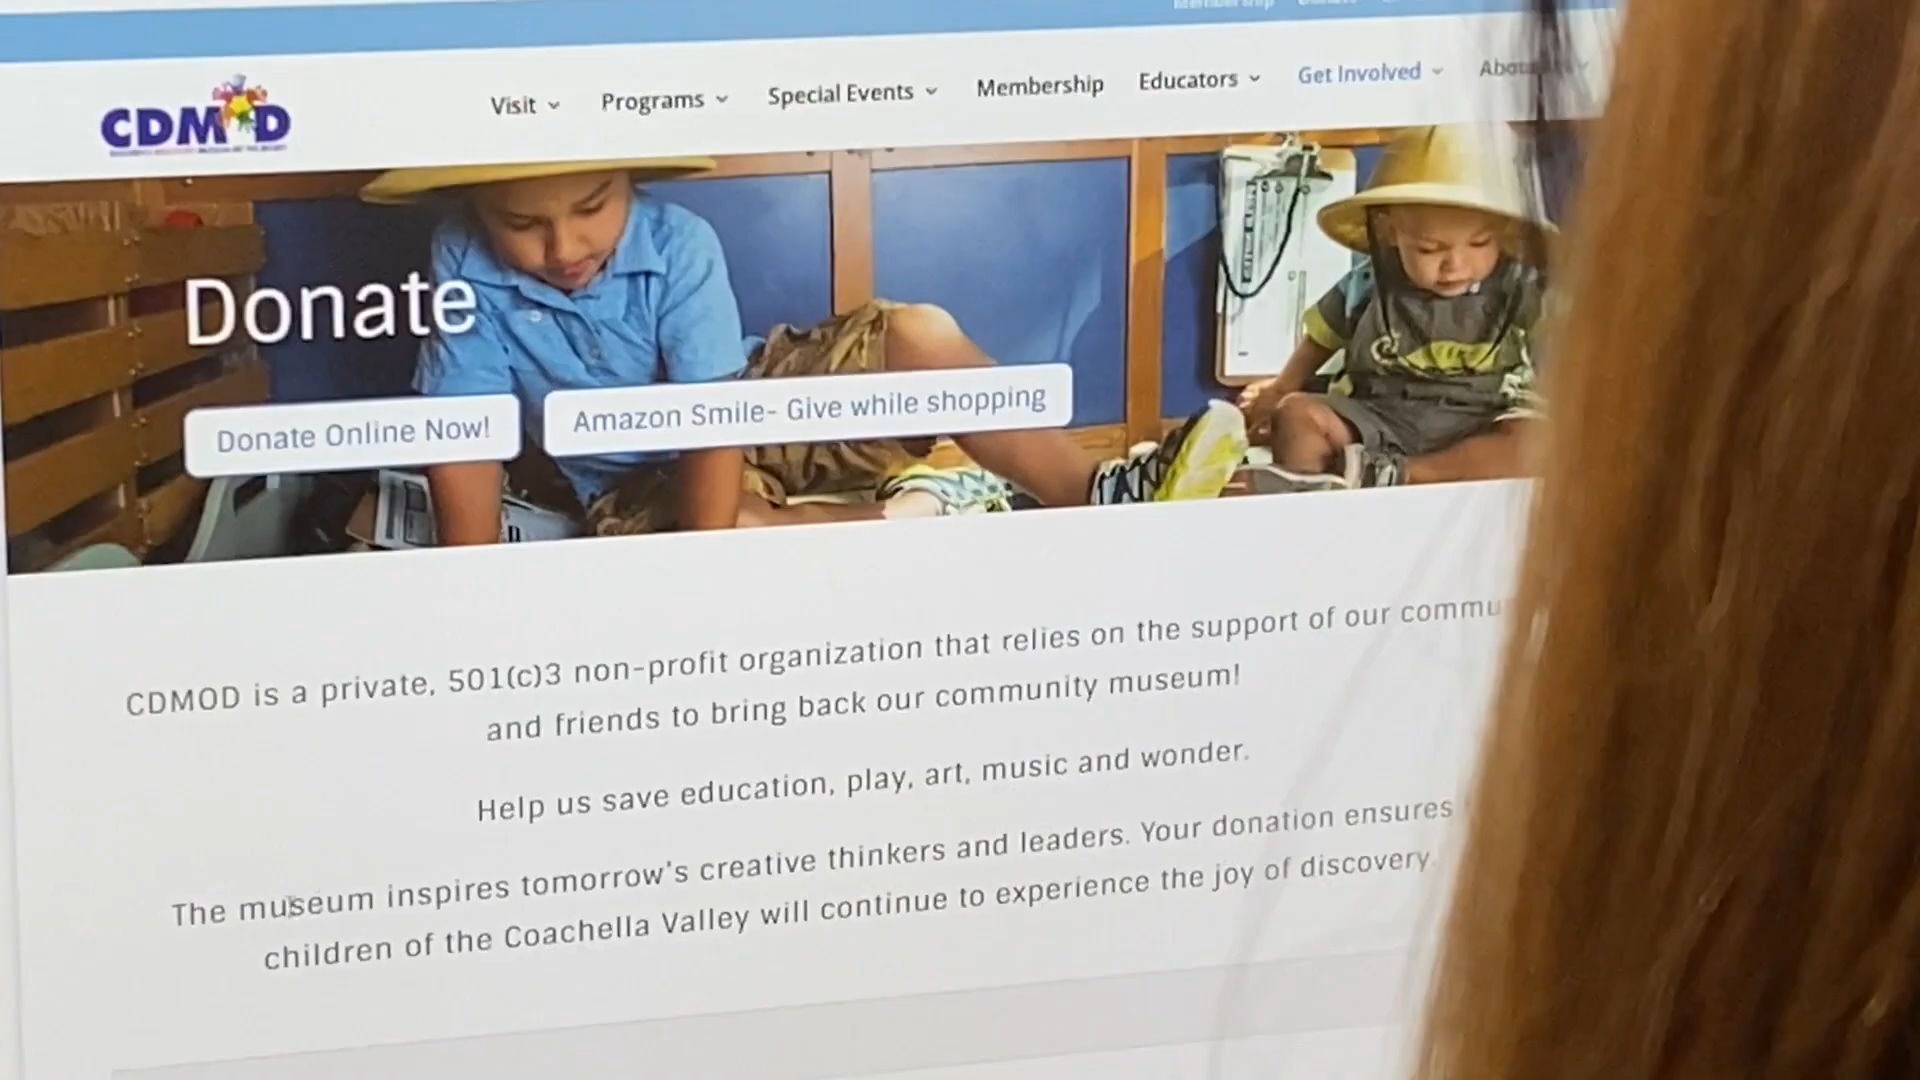 Membership
CDMOD
Visit Programs Special Events Membership Educators Get Involved
Donate
Donate Online Now! Amazon Smile- Give while shopping
CDMOD is a private, 501(c)3 non-profit organization that relies on the support of our
and friends to bring back our community museum!
Help us save education, play, art, music and wonder.
The museum inspires tomorrow's creative thinkers and leaders. Your donation ensures
children of the Coachella Valley will continue to experience the joy of discovery.